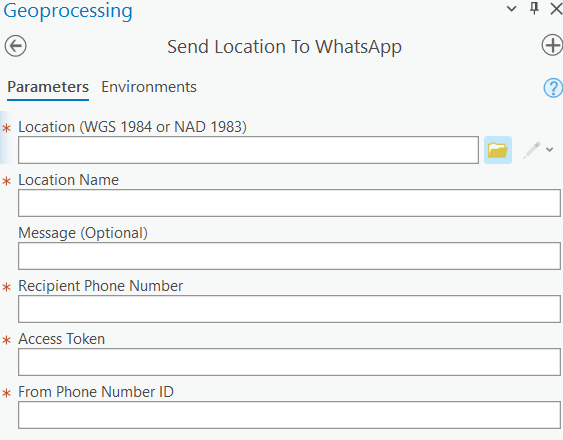 Geoprocessing
Send Location To WhatsApp
Parameters Environments
* Location (WGS 1984 or NAD 1983)
* Location Name
Message (Optional)
* Recipient Phone Number
* Access Token
* From Phone Number ID